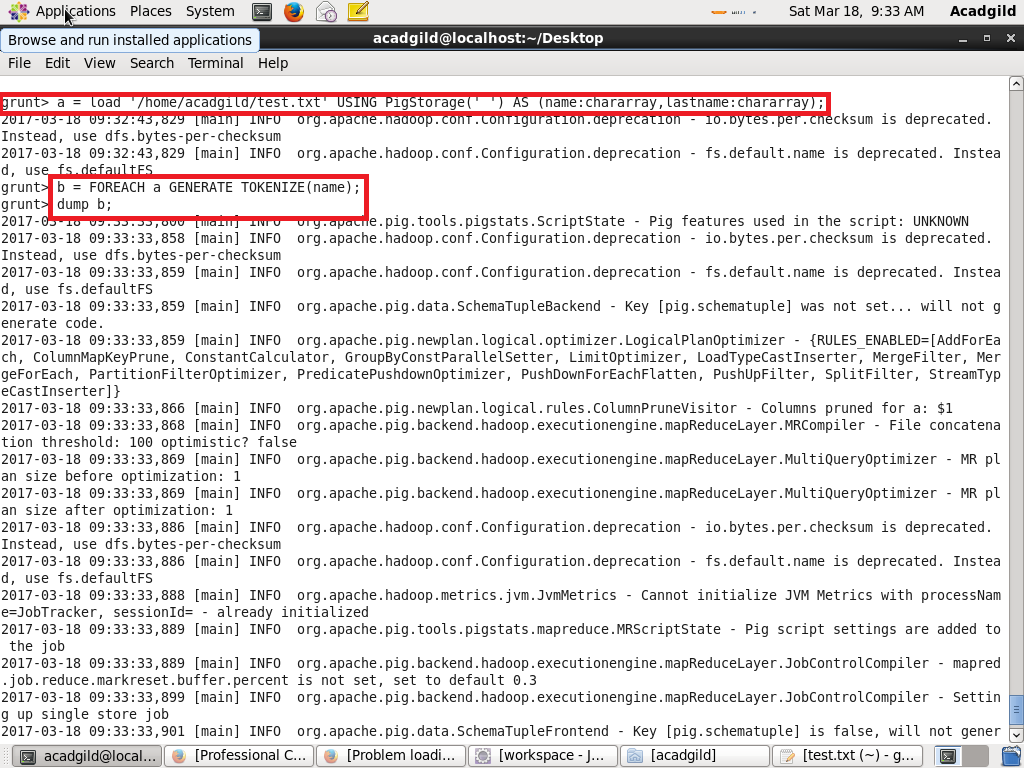 Applications Places System Sat Mar 18, 9:33 AM Acadgild
Browse and run installed applications
acadgild@localhost:~/Desktop
File Edit View Search Terminal Help
grunt> a = load '/home/acadgild/test.txt' USING PigStorage(' ') AS (name:chararray,lastname:chararray);
2017-03-18 09:32:43,829 [main] INFO  org.apache.hadoop.conf.Configuration.deprecation - io.bytes.per.checksum is deprecated.
Instead, use dfs.bytes-per-checksum
2017-03-18 09:32:43,829 [main] INFO  org.apache.hadoop.conf.Configuration.deprecation - fs.default.name is deprecated. Instea
d, use fs.defaultFS
grunt> b = FOREACH a GENERATE TOKENIZE(name);
grunt> dump b;
2017-03-18 09:33:33,800 [main] INFO  org.apache.pig.tools.pigstats.ScriptState - Pig features used in the script: UNKNOWN
2017-03-18 09:33:33,858 [main] INFO  org.apache.hadoop.conf.Configuration.deprecation - io.bytes.per.checksum is deprecated.
Instead, use dfs.bytes-per-checksum
2017-03-18 09:33:33,859 [main] INFO  org.apache.hadoop.conf.Configuration.deprecation - fs.default.name is deprecated. Instea
d, use fs.defaultFS
2017-03-18 09:33:33,859 [main] INFO  org.apache.pig.data.SchemaTupleBackend - Key [pig.schematuple] was not set... will not g
enerate code.
2017-03-18 09:33:33,859 [main] INFO  org.apache.pig.newplan.logical.optimizer.LogicalPlanOptimizer - {RULES_ENABLED=[AddForEa
ch, ColumnMapKeyPrune, ConstantCalculator, GroupByConstParallelSetter, LimitOptimizer, LoadTypeCastInserter, MergeFilter, Mer
geForEach, PartitionFilterOptimizer, PredicatePushdownOptimizer, PushDownForEachFlatten, PushUpFilter, SplitFilter, StreamTyp
eCastInserter]}
2017-03-18 09:33:33,866 [main] INFO  org.apache.pig.newplan.logical.rules.ColumnPruneVisitor - Columns pruned for a: $1
2017-03-18 09:33:33,868 [main] INFO  org.apache.pig.backend.hadoop.executionengine.mapReduceLayer.MRCompiler - File concatena
tion threshold: 100 optimistic? false
2017-03-18 09:33:33,869 [main] INFO  org.apache.pig.backend.hadoop.executionengine.mapReduceLayer.MultiQueryOptimizer - MR pl
an size before optimization: 1
2017-03-18 09:33:33,869 [main] INFO  org.apache.pig.backend.hadoop.executionengine.mapReduceLayer.MultiQueryOptimizer - MR pl
an size after optimization: 1
2017-03-18 09:33:33,886 [main] INFO  org.apache.hadoop.conf.Configuration.deprecation - io.bytes.per.checksum is deprecated.
Instead, use dfs.bytes-per-checksum
2017-03-18 09:33:33,886 [main] INFO  org.apache.hadoop.conf.Configuration.deprecation - fs.default.name is deprecated. Instea
d, use fs.defaultFS
2017-03-18 09:33:33,888 [main] INFO  org.apache.hadoop.metrics.jvm.JvmMetrics - Cannot initialize JVM Metrics with processNam
e=JobTracker, sessionId= - already initialized
2017-03-18 09:33:33,889 [main] INFO  org.apache.pig.tools.pigstats.mapreduce.MRScriptState - Pig script settings are added to
 the job
2017-03-18 09:33:33,889 [main] INFO  org.apache.pig.backend.hadoop.executionengine.mapReduceLayer.JobControlCompiler - mapred
.job.reduce.markreset.buffer.percent is not set, set to default 0.3
2017-03-18 09:33:33,899 [main] INFO  org.apache.pig.backend.hadoop.executionengine.mapReduceLayer.JobControlCompiler - Settin
g up single store job
2017-03-18 09:33:33,901 [main] INFO  org.apache.pig.data.SchemaTupleFrontend - Key [pig.schematuple] is false, will not gener
acadgild@local... [Professional C... [Problem loadi... [workspace - J... [acadgild] [test.txt (~) - g...